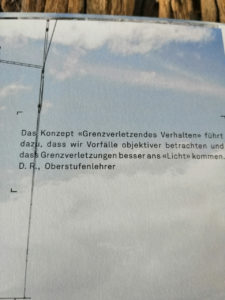 Das Konzept «Grenzverletzendes Verhalten» führt
dazu, dass wir Vorfälle objektiver betrachten und
dass Grenzverletzungen besser ans «Licht» kommen.
D. R., Oberstufenlehrer